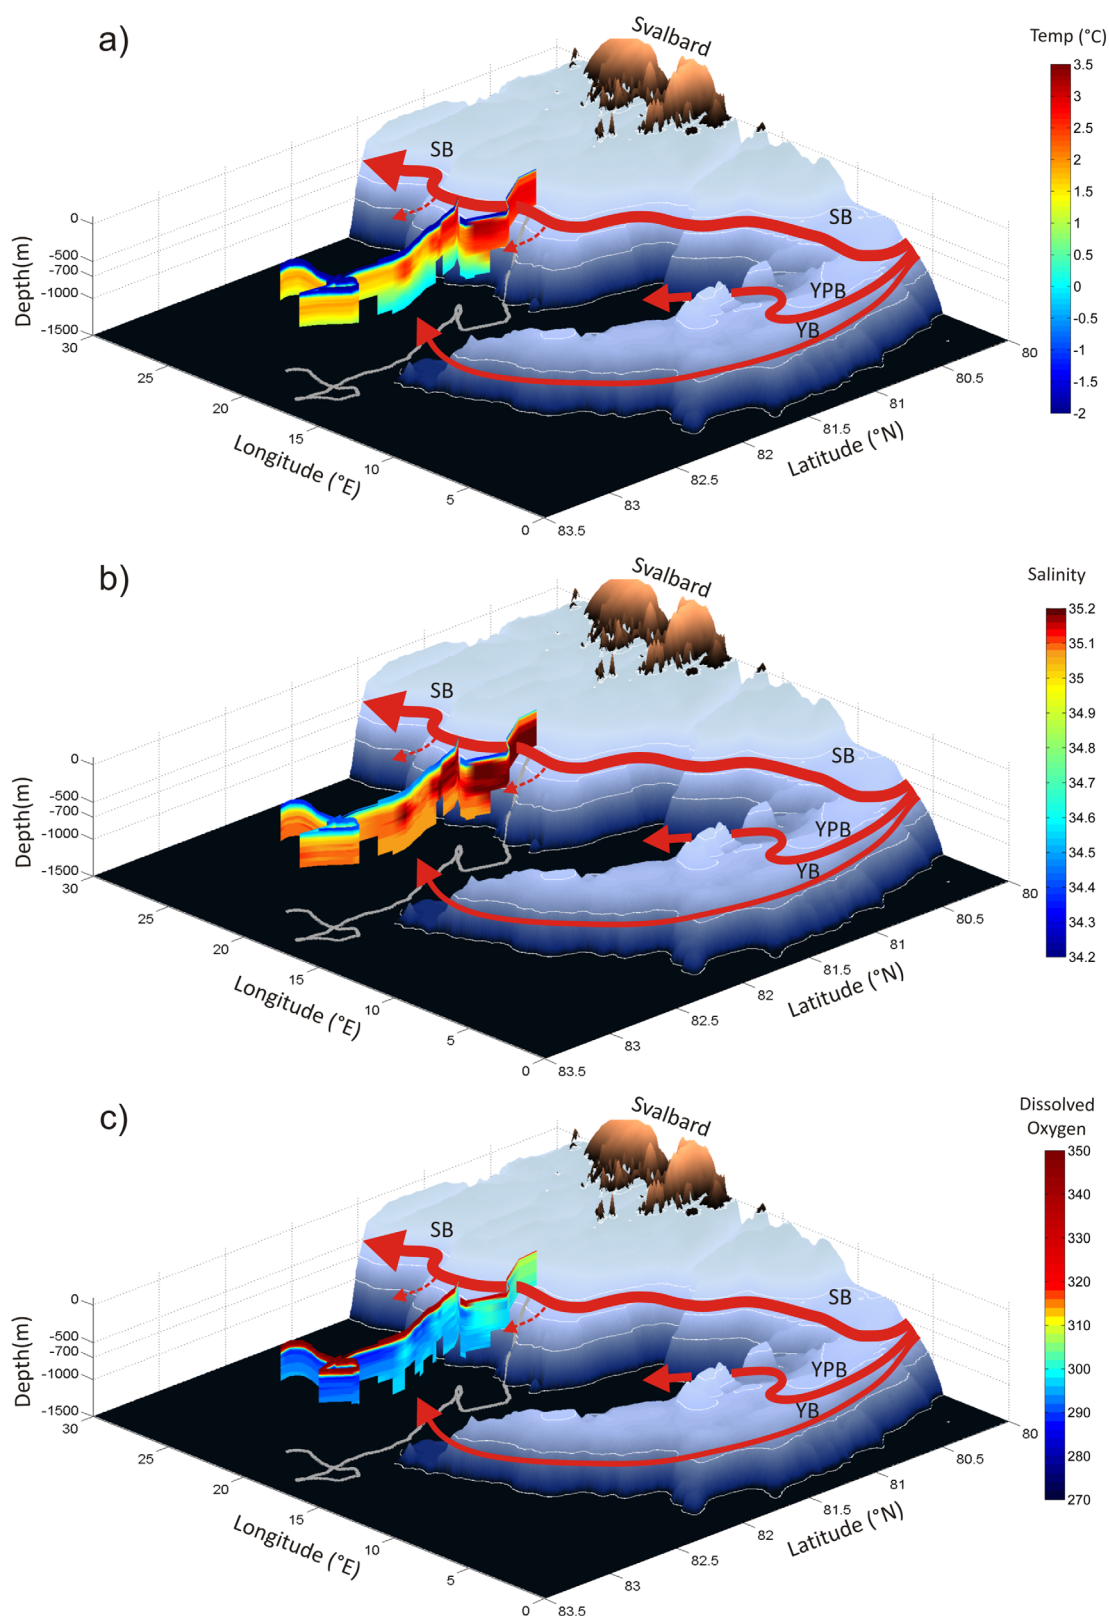 a)
Svalbard
Temp (°C)
3.5
3
2.5
2
1.5
1
0.5
0
-0.5
-1
-1.5
-2
SB
SB
YPB
YB
Depth(m)
0
-500
-700
-1000
-1500
30
25
20
15
10
5
0
Longitude (°E)
80
80.5
81
81.5
82
82.5
83
83.5
Latitude (°N)
b)
Svalbard
Salinity
35.2
35.1
35
34.9
34.8
34.7
34.6
34.5
34.4
34.3
34.2
SB
SB
YPB
YB
Depth(m)
0
-500
-700
-1000
-1500
30
25
20
15
10
5
0
Longitude (°E)
80
80.5
81
81.5
82
82.5
83
83.5
Latitude (°N)
c)
Svalbard
Dissolved
Oxygen
350
340
330
320
310
300
290
280
270
SB
SB
YPB
YB
Depth(m)
0
-500
-700
-1000
-1500
30
25
20
15
10
5
0
Longitude (°E)
80
80.5
81
81.5
82
82.5
83
83.5
Latitude (°N)